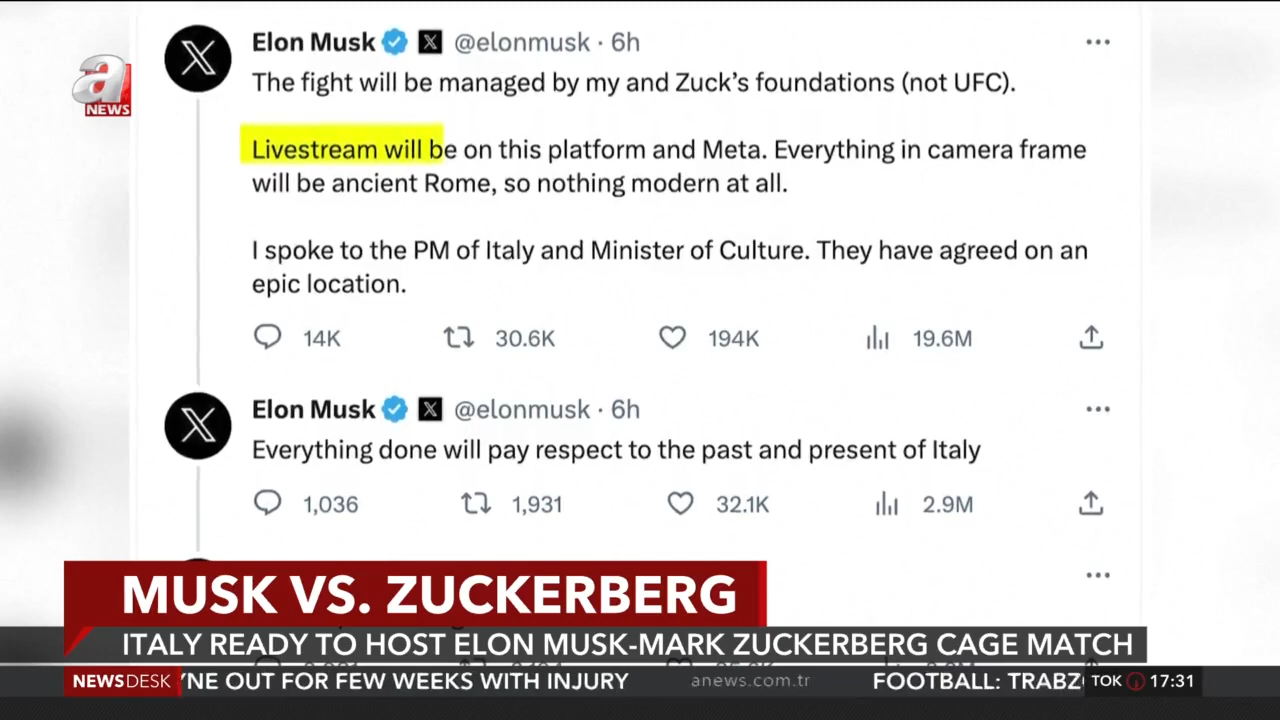 Elon Musk @elonmusk · 6h
The fight will be managed by my and Zuck’s foundations (not UFC).
a
NEWS
Livestream will be on this platform and Meta. Everything in camera frame
will be ancient Rome, so nothing modern at all.
I spoke to the PM of Italy and Minister of Culture. They have agreed on an
epic location.
14K 30.6K 194K 19.6M
Elon Musk @elonmusk · 6h
Everything done will pay respect to the past and present of Italy
1,036 1,931 32.1K 2.9M
MUSK VS. ZUCKERBERG
ITALY READY TO HOST ELON MUSK-MARK ZUCKERBERG CAGE MATCH
NEWSDESK YNE OUT FOR FEW WEEKS WITH INJURY anews.com.tr FOOTBALL: TRABZ TOK 17:31